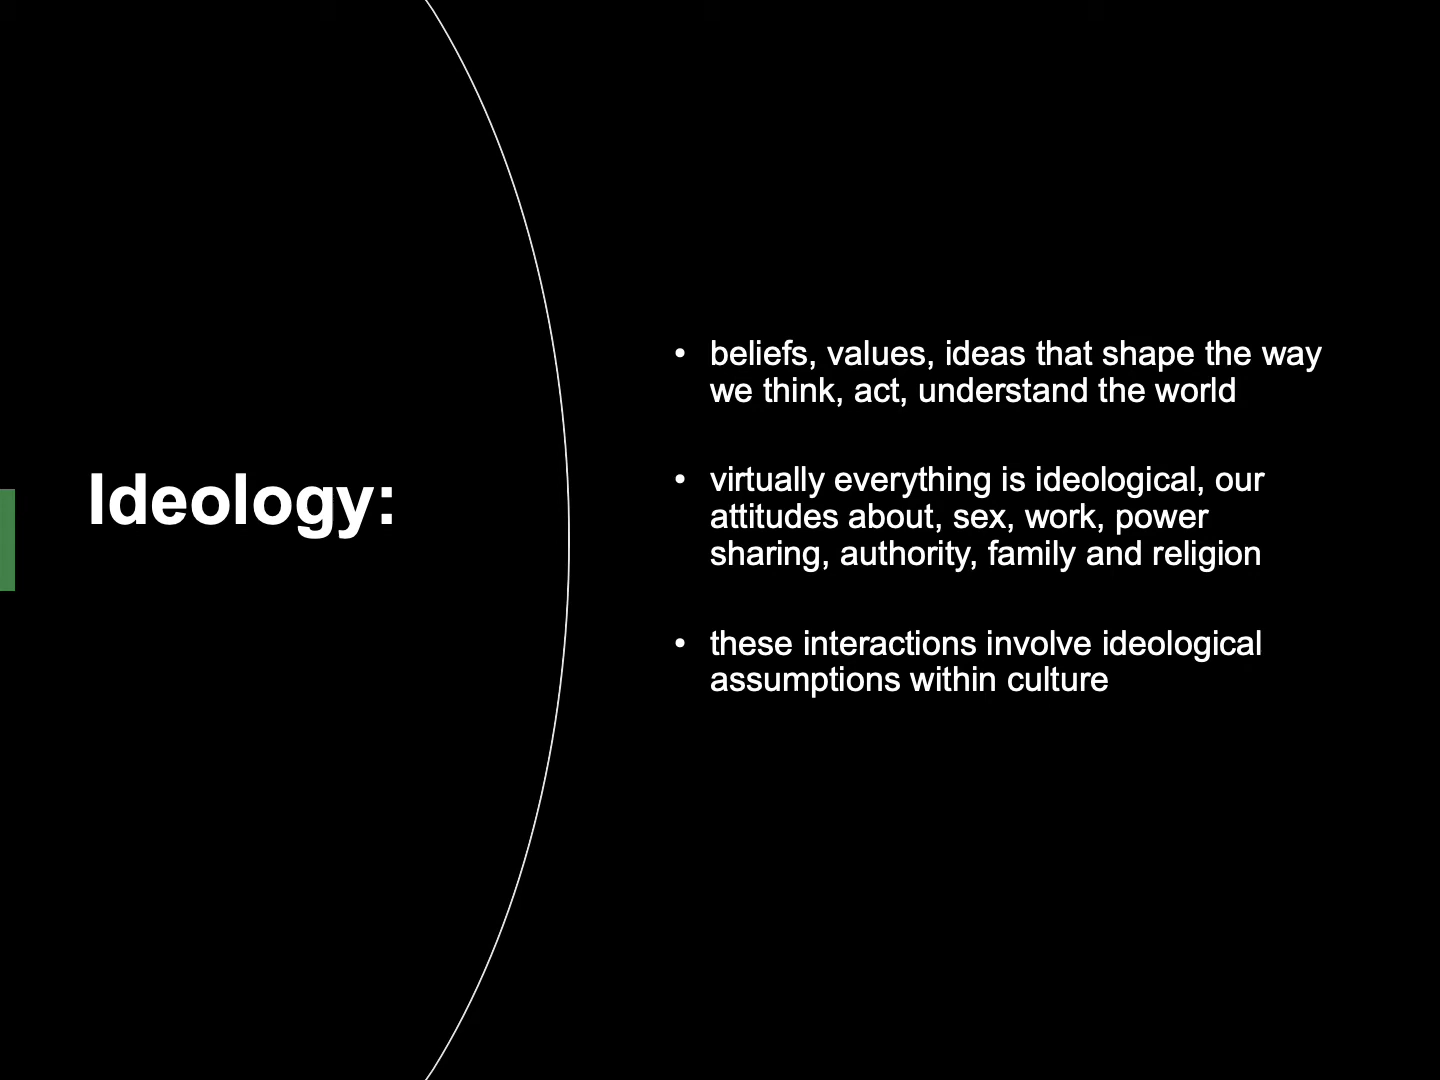 Ideology:
• beliefs, values, ideas that shape the way
we think, act, understand the world
• virtually everything is ideological, our
attitudes about, sex, work, power
sharing, authority, family and religion
• these interactions involve ideological
assumptions within culture